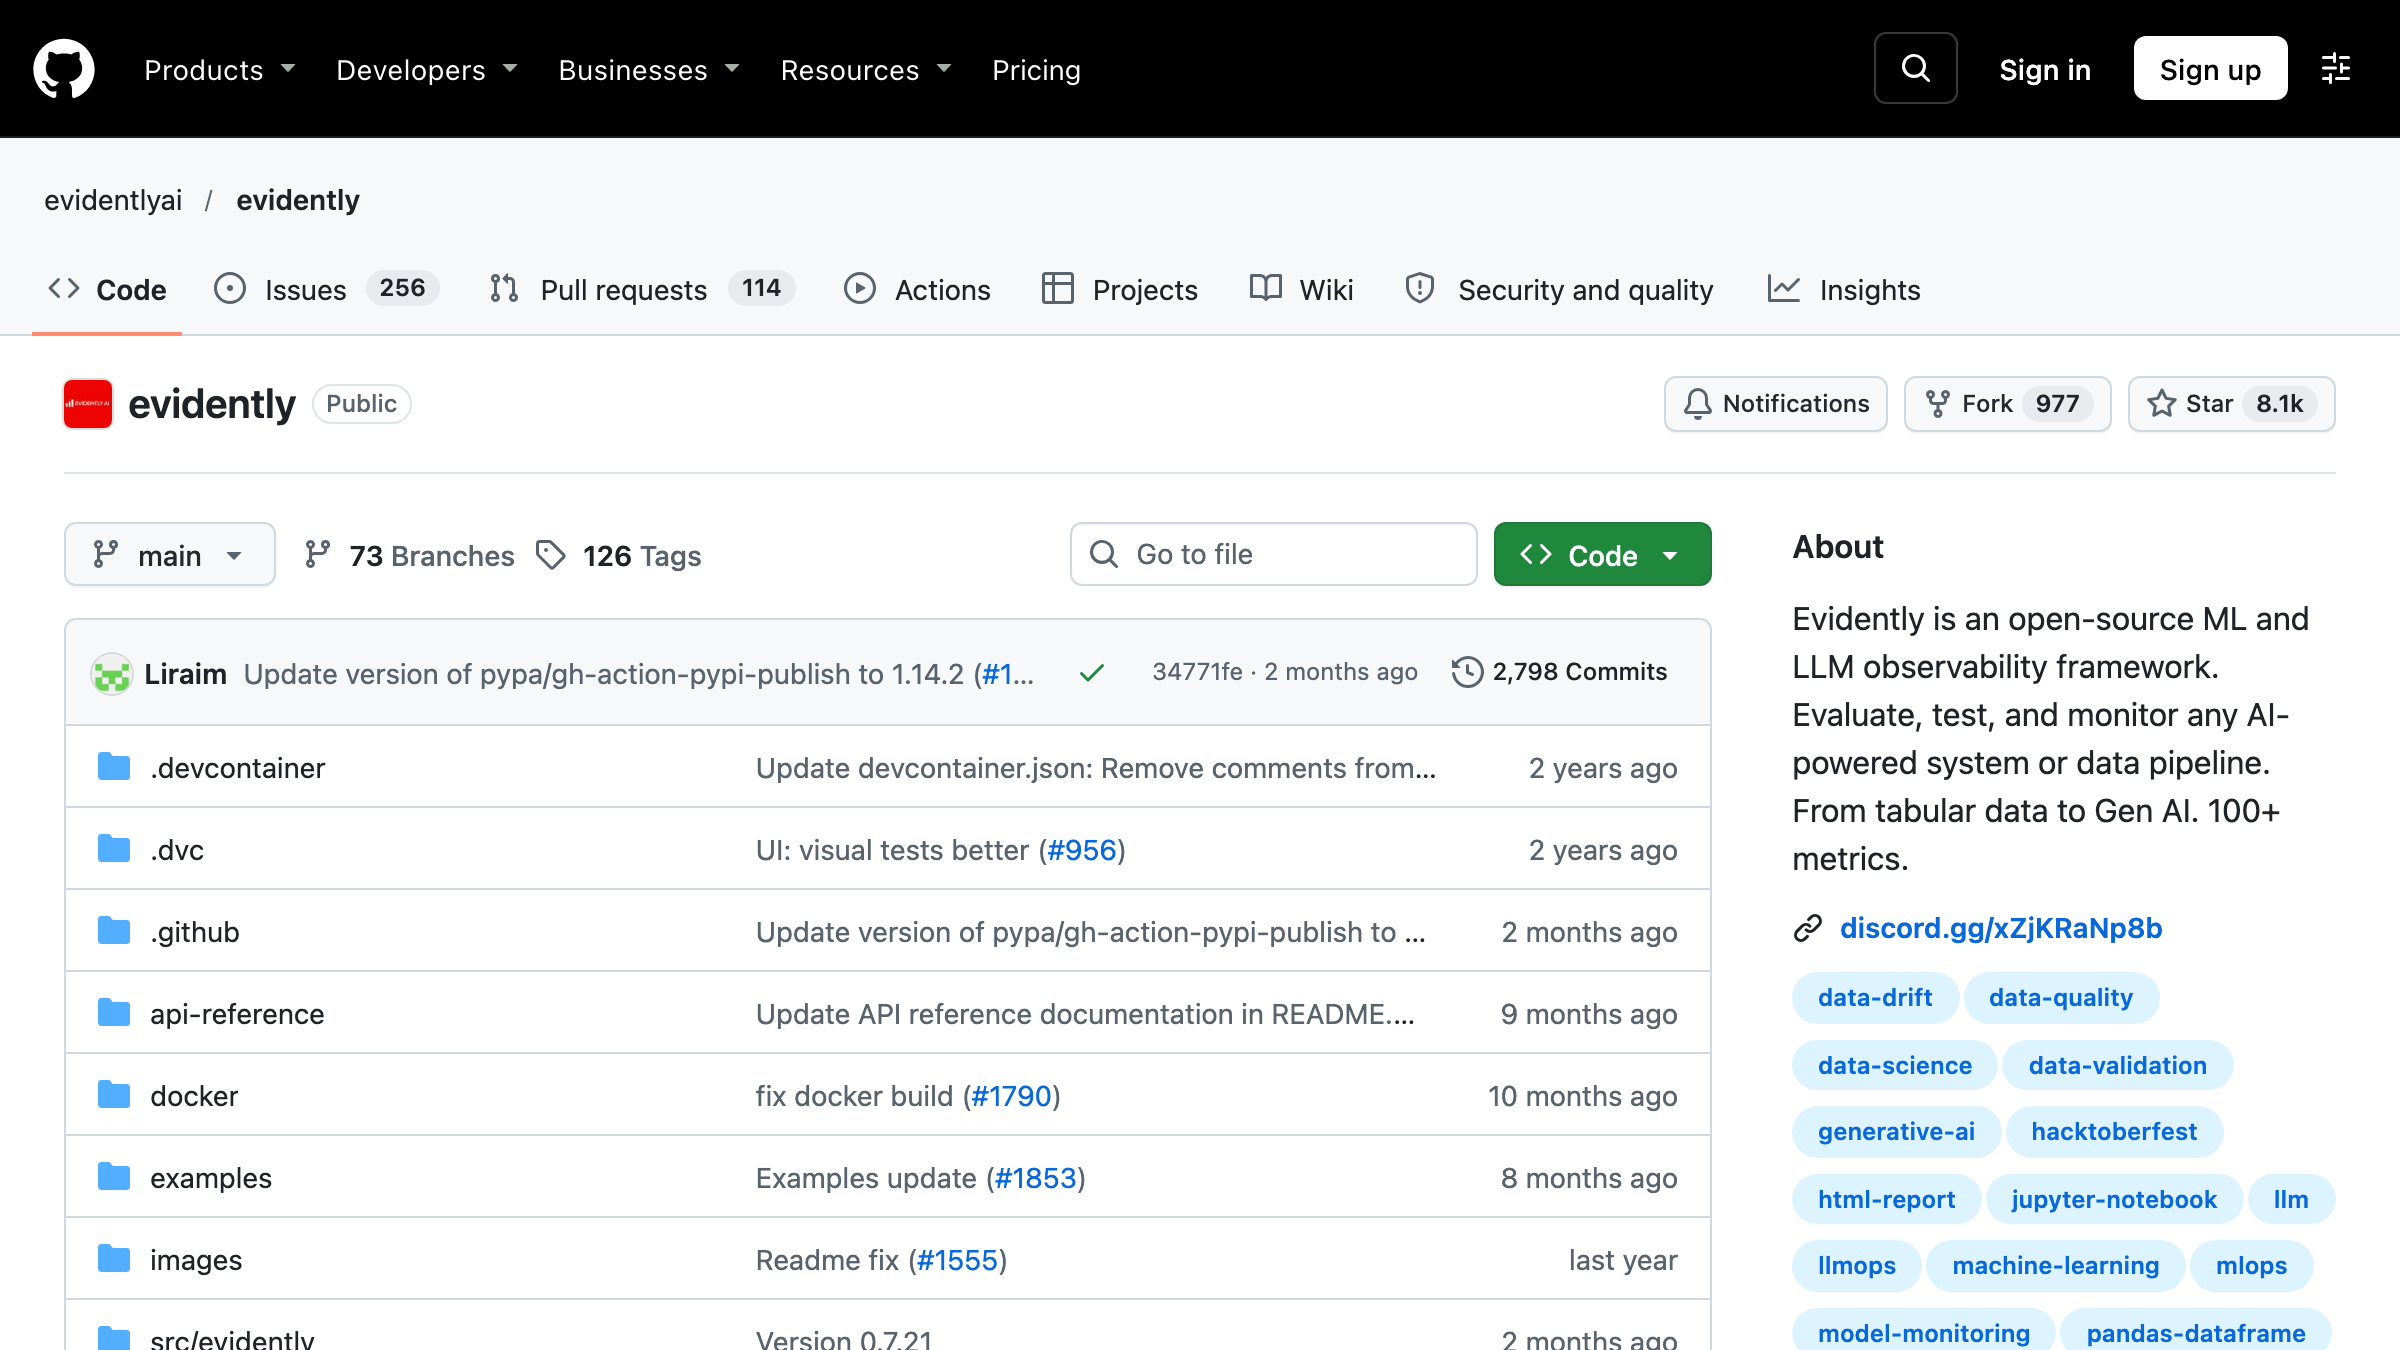 Products Developers Businesses Resources Pricing Sign in Sign up
evidentlyai / evidently
Code Issues 256 Pull requests 114 Actions Projects Wiki Security and quality Insights
EVIDENTLY AI evidently Public Notifications Fork 977 Star 8.1k
main 73 Branches 126 Tags Go to file Code
Liraim Update version of pypa/gh-action-pypi-publish to 1.14.2 (#1... 34771fe · 2 months ago 2,798 Commits
.devcontainer Update devcontainer.json: Remove comments from... 2 years ago
.dvc UI: visual tests better (#956) 2 years ago
.github Update version of pypa/gh-action-pypi-publish to ... 2 months ago
api-reference Update API reference documentation in README.... 9 months ago
docker fix docker build (#1790) 10 months ago
examples Examples update (#1853) 8 months ago
images Readme fix (#1555) last year
src/evidently Version 0.7.21 2 months ago
About
Evidently is an open-source ML and
LLM observability framework.
Evaluate, test, and monitor any AI-
powered system or data pipeline.
From tabular data to Gen AI. 100+
metrics.
discord.gg/xZjKRaNp8b
data-drift data-quality
data-science data-validation
generative-ai hacktoberfest
html-report jupyter-notebook llm
llmops machine-learning mlops
model-monitoring pandas-dataframe